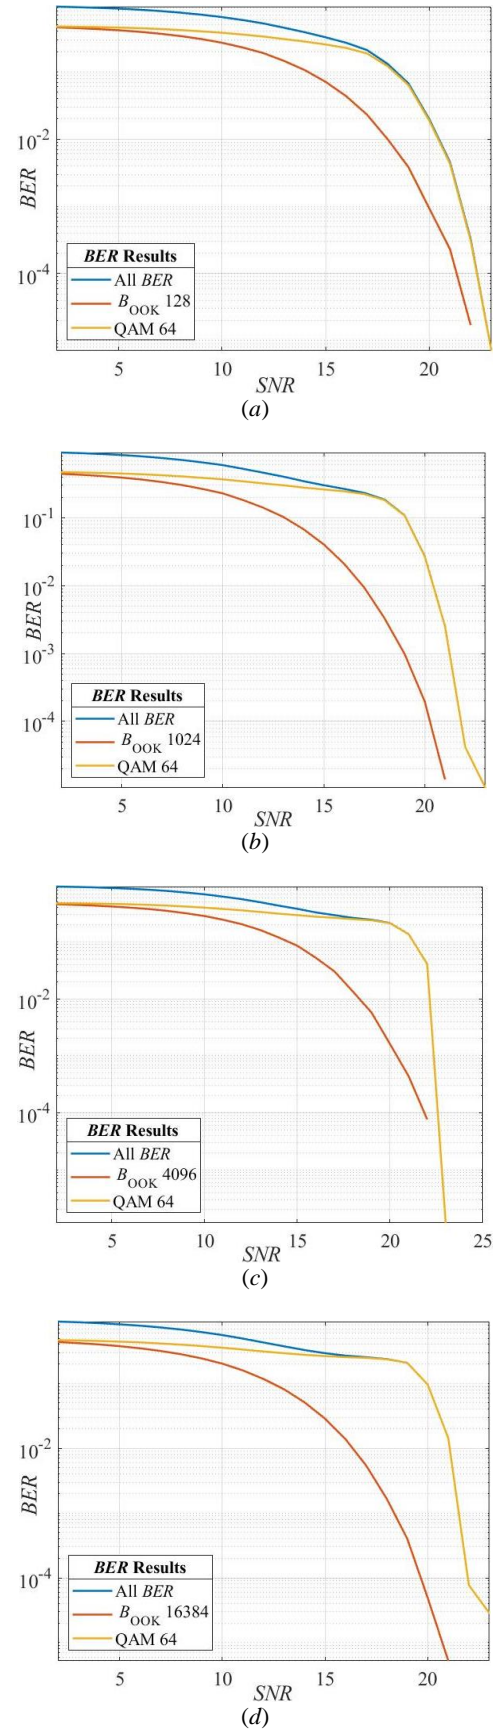 10^-2
BER
10^-4
BER Results
All BER
B_OOK 128
QAM 64
5 10 15 20
SNR
(a)
10^-1
10^-2
BER
10^-3
10^-4
BER Results
All BER
B_OOK 1024
QAM 64
5 10 15 20
SNR
(b)
10^-2
BER
10^-4
BER Results
All BER
B_OOK 4096
QAM 64
5 10 15 20 25
SNR
(c)
10^-2
BER
10^-4
BER Results
All BER
B_OOK 16384
QAM 64
5 10 15 20
SNR
(d)